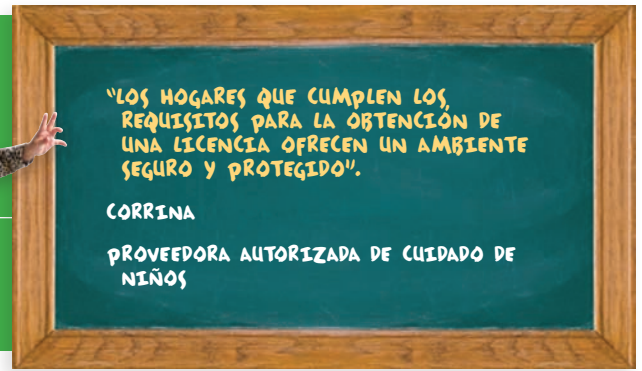 “LOS HOGARES QUE CUMPLEN LOS,
REQUISITOS PARA LA OBTENCIÓN DE
UNA LICENCIA OFRECEN UN AMBIENTE
SEGURO Y PROTEGIDO”.
CORRINA
PROVEEDORA AUTORIZADA DE CUIDADO DE
NIÑOS